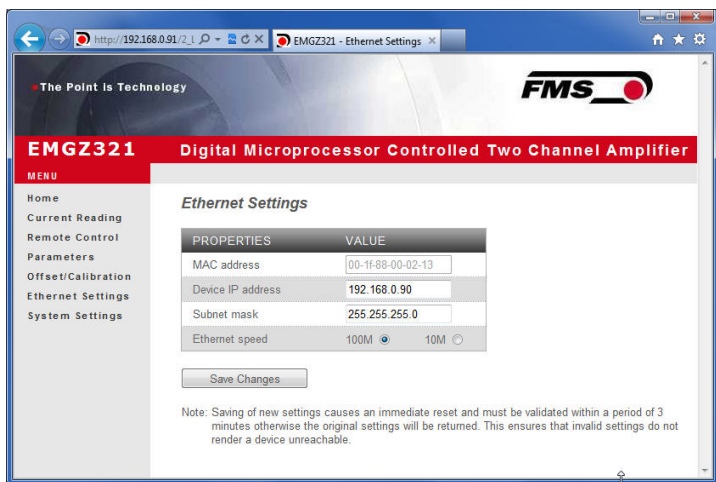 http://192.168.0.91/2_l
EMGZ321 - Ethernet Settings
The Point is Technology
FMS
EMGZ321 Digital Microprocessor Controlled Two Channel Amplifier
MENU
Home
Current Reading
Remote Control
Parameters
Offset/Calibration
Ethernet Settings
System Settings
Ethernet Settings
PROPERTIES VALUE
MAC address 00-1f-88-00-02-13
Device IP address 192.168.0.90
Subnet mask 255.255.255.0
Ethernet speed 100M 10M
Save Changes
Note: Saving of new settings causes an immediate reset and must be validated within a period of 3
minutes otherwise the original settings will be returned. This ensures that invalid settings do not
render a device unreachable.